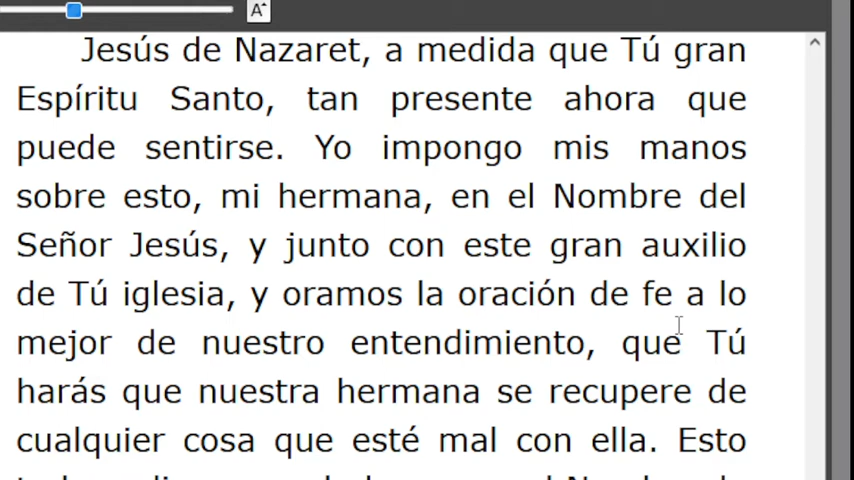 A
Jesús de Nazaret, a medida que Tú gran
Espíritu Santo, tan presente ahora que
puede sentirse. Yo impongo mis manos
sobre esto, mi hermana, en el Nombre del
Señor Jesús, y junto con este gran auxilio
de Tú iglesia, y oramos la oración de fe a lo
mejor de nuestro entendimiento, que Tú
harás que nuestra hermana se recupere de
cualquier cosa que esté mal con ella. Esto